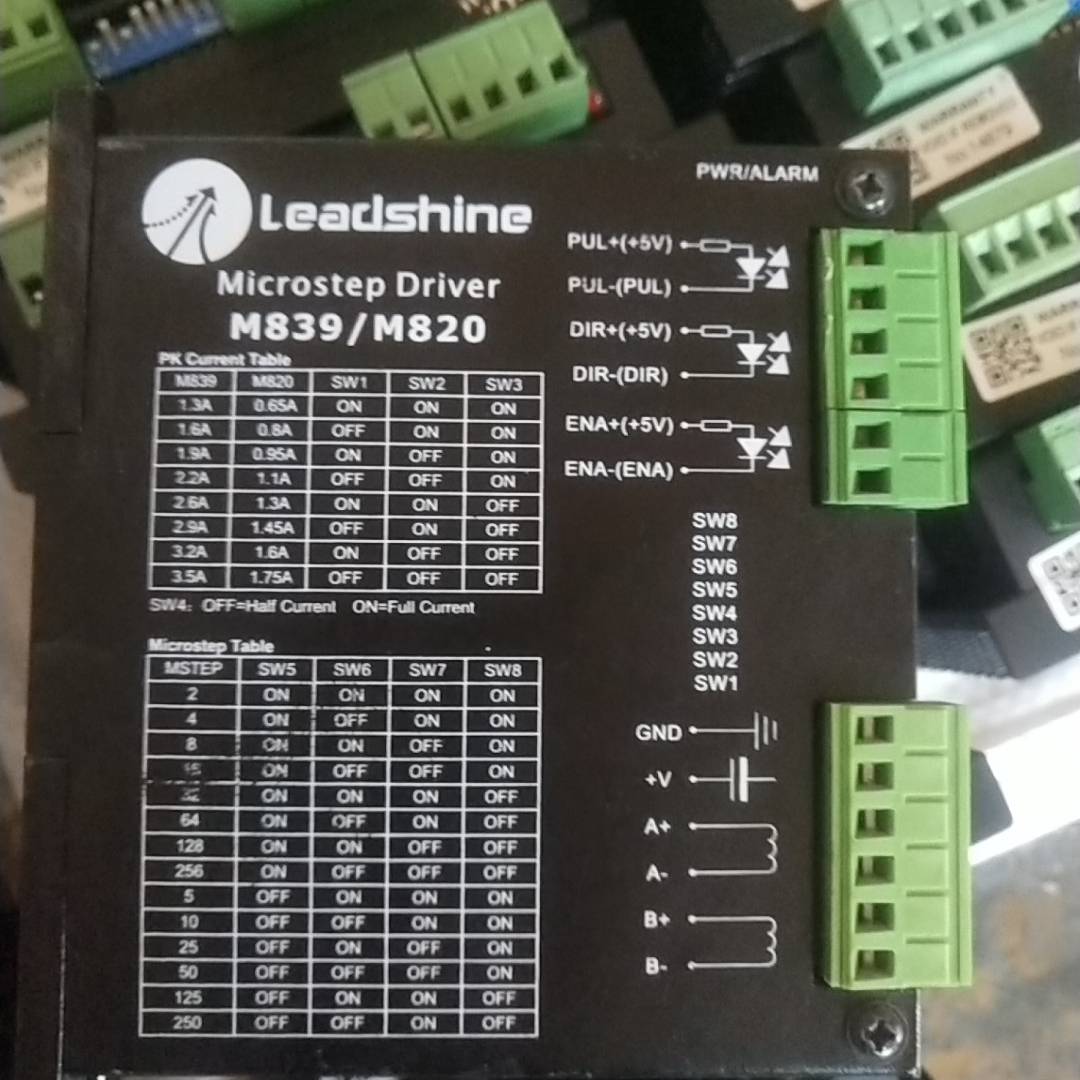 Leadshine
Microstep Driver
M839/M820
PK Current Table
M839 M820 SW1 SW2 SW3
1.3A 0.65A ON ON ON
1.6A 0.8A OFF ON ON
1.9A 0.95A ON OFF ON
2.2A 1.1A OFF OFF ON
2.6A 1.3A ON ON OFF
2.9A 1.45A OFF ON OFF
3.2A 1.6A ON OFF OFF
3.5A 1.75A OFF OFF OFF
SW4: OFF=Half Current ON=Full Current
Microstep Table
MSTEP SW5 SW6 SW7 SW8
2 ON ON ON ON
4 ON OFF ON ON
8 ON ON OFF ON
ON OFF OFF ON
32 ON ON ON OFF
64 ON OFF ON OFF
128 ON ON OFF OFF
256 ON OFF OFF OFF
5 OFF ON ON ON
10 OFF OFF ON ON
25 OFF ON OFF ON
50 OFF OFF OFF ON
125 OFF ON ON OFF
250 OFF OFF ON OFF
PWR/ALARM
PUL+(+5V)
PUL-(PUL)
DIR+(+5V)
DIR-(DIR)
ENA+(+5V)
ENA-(ENA)
SW8
SW7
SW6
SW5
SW4
SW3
SW2
SW1
GND
+V
A+
A-
B+
B-
WARRANTY